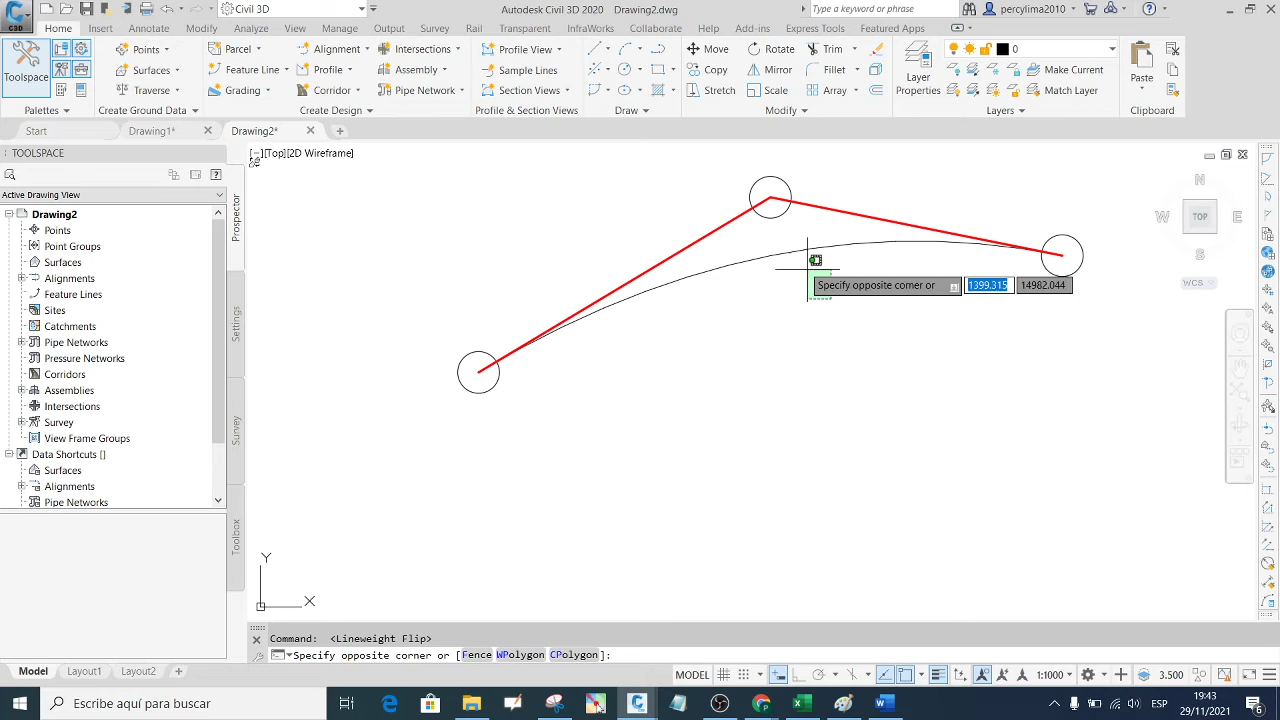 C3D
Civil 3D
Autodesk Civil 3D 2020 Drawing2.dwg
Type a keyword or phrase
percylima2010
Home Insert Annotate Modify Analyze View Manage Output Survey Rail Transparent InfraWorks Collaborate Help Add-ins Express Tools Featured Apps
Toolspace
Palettes
Points
Surfaces
Traverse
Create Ground Data
Parcel
Feature Line
Grading
Alignment
Profile
Corridor
Intersections
Assembly
Pipe Network
Create Design
Profile View
Sample Lines
Section Views
Profile & Section Views
Draw
Move Rotate Trim
Copy Mirror Fillet
Stretch Scale Array
Modify
Layer
Properties
0
Make Current
Match Layer
Layers
Paste
Clipboard
Start Drawing1* Drawing2*
TOOLSPACE
Active Drawing View
Drawing2
Points
Point Groups
Surfaces
Alignments
Feature Lines
Sites
Catchments
Pipe Networks
Pressure Networks
Corridors
Assemblies
Intersections
Survey
View Frame Groups
Data Shortcuts []
Surfaces
Alignments
Pipe Networks
Prospector
Settings
Survey
Toolbox
[−][Top][2D Wireframe]
N
W TOP E
S
WCS
Specify opposite corner or 1399.315 14982.044
Y
X
Command: <Lineweight Flip>
Specify opposite corner or [Fence WPolygon CPolygon]:
Model Layout1 Layout2
MODEL 1:1000 3.500
Escribe aquí para buscar
ESP
19:43
29/11/2021